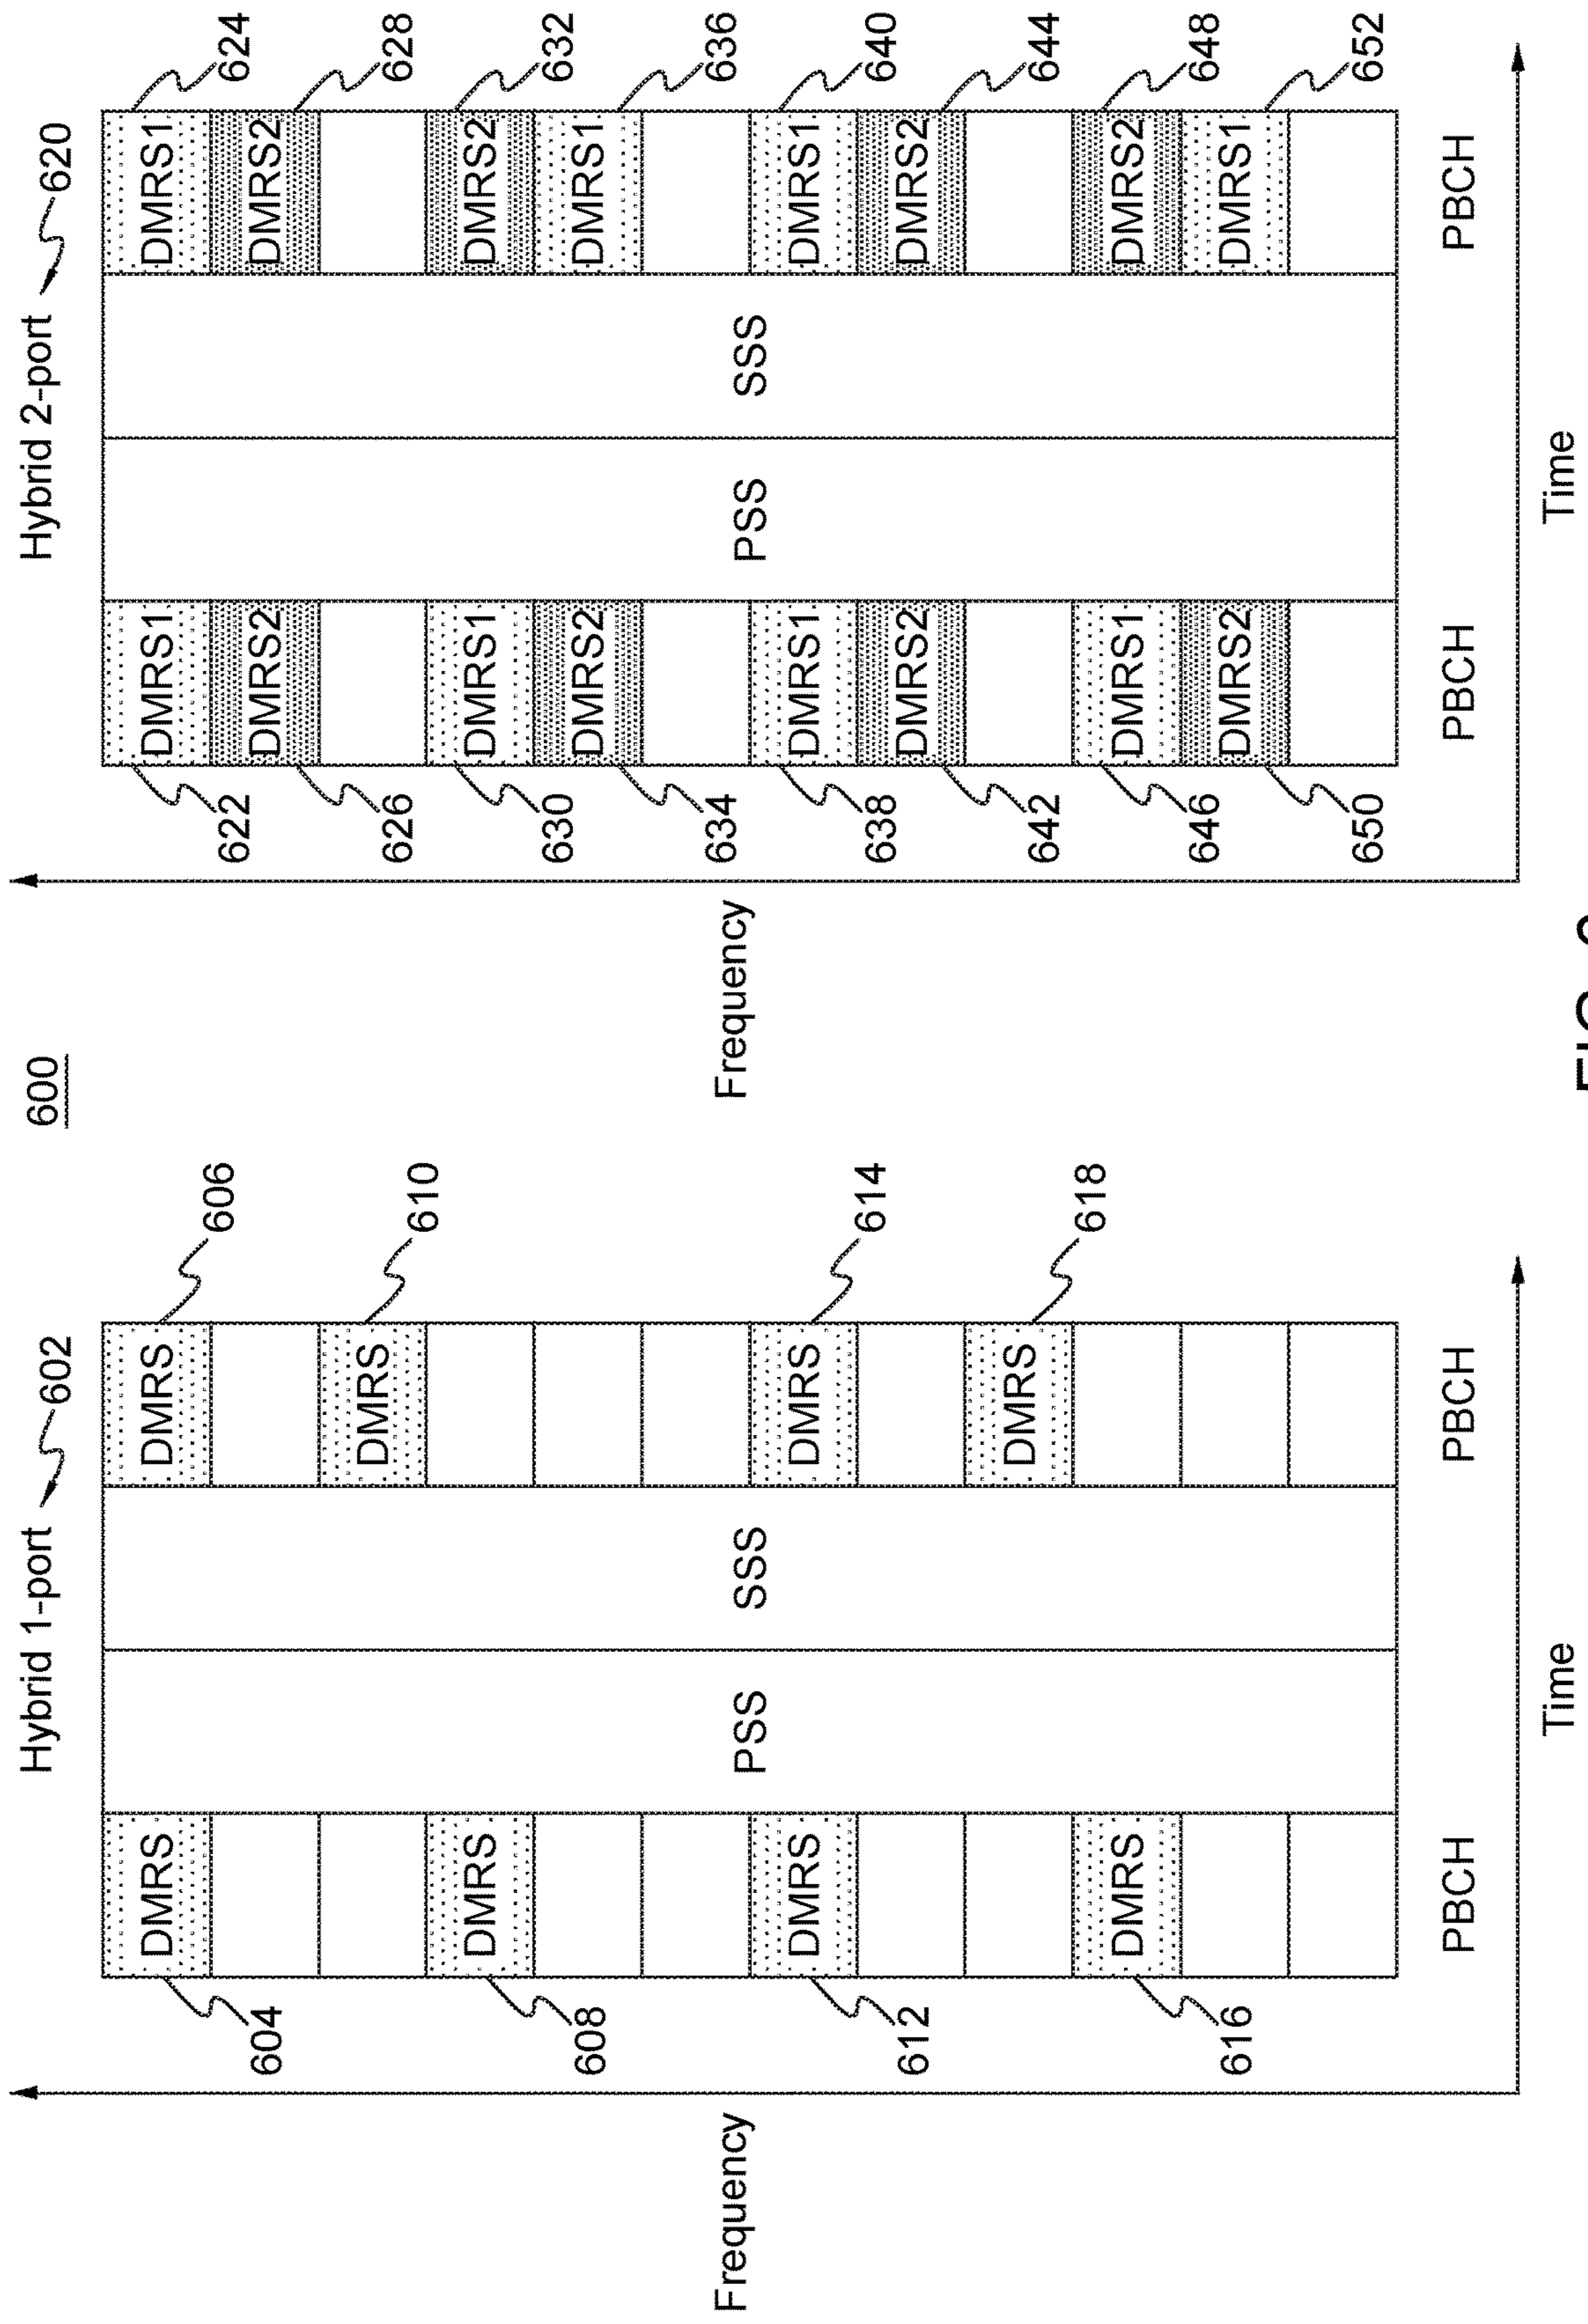 600
Hybrid 1-port
602
Frequency
604
DMRS
DMRS
606
DMRS
610
608
DMRS
PSS
SSS
612
DMRS
DMRS
614
DMRS
618
616
DMRS
PBCH
PBCH
Time
Hybrid 2-port
620
Frequency
622
DMRS1
DMRS1
624
626
DMRS2
DMRS2
628
630
DMRS1
DMRS2
632
634
DMRS2
DMRS1
636
PSS
SSS
638
DMRS1
DMRS1
640
642
DMRS2
DMRS2
644
646
DMRS1
DMRS2
648
650
DMRS2
DMRS1
652
PBCH
PBCH
Time
FIG.